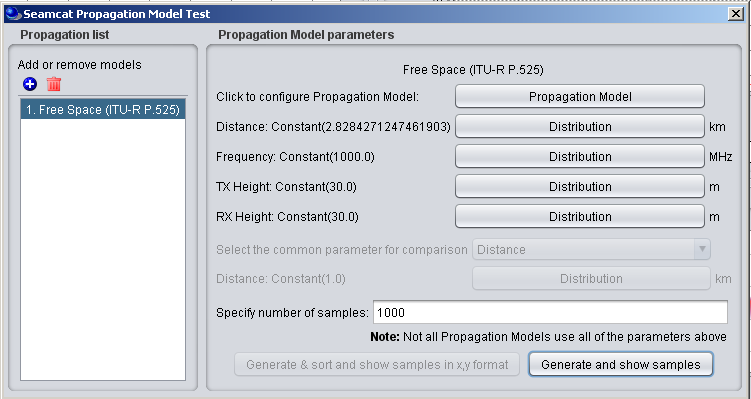 Seamcat Propagation Model Test
Propagation list
Add or remove models
1. Free Space (ITU-R P.525)
Propagation Model parameters
Free Space (ITU-R P.525)
Click to configure Propagation Model: Propagation Model
Distance: Constant(2.8284271247461903) Distribution km
Frequency: Constant(1000.0) Distribution MHz
TX Height: Constant(30.0) Distribution m
RX Height: Constant(30.0) Distribution m
Select the common parameter for comparison Distance
Distance: Constant(1.0) Distribution km
Specify number of samples: 1000
Note: Not all Propagation Models use all of the parameters above
Generate & sort and show samples in x,y format Generate and show samples